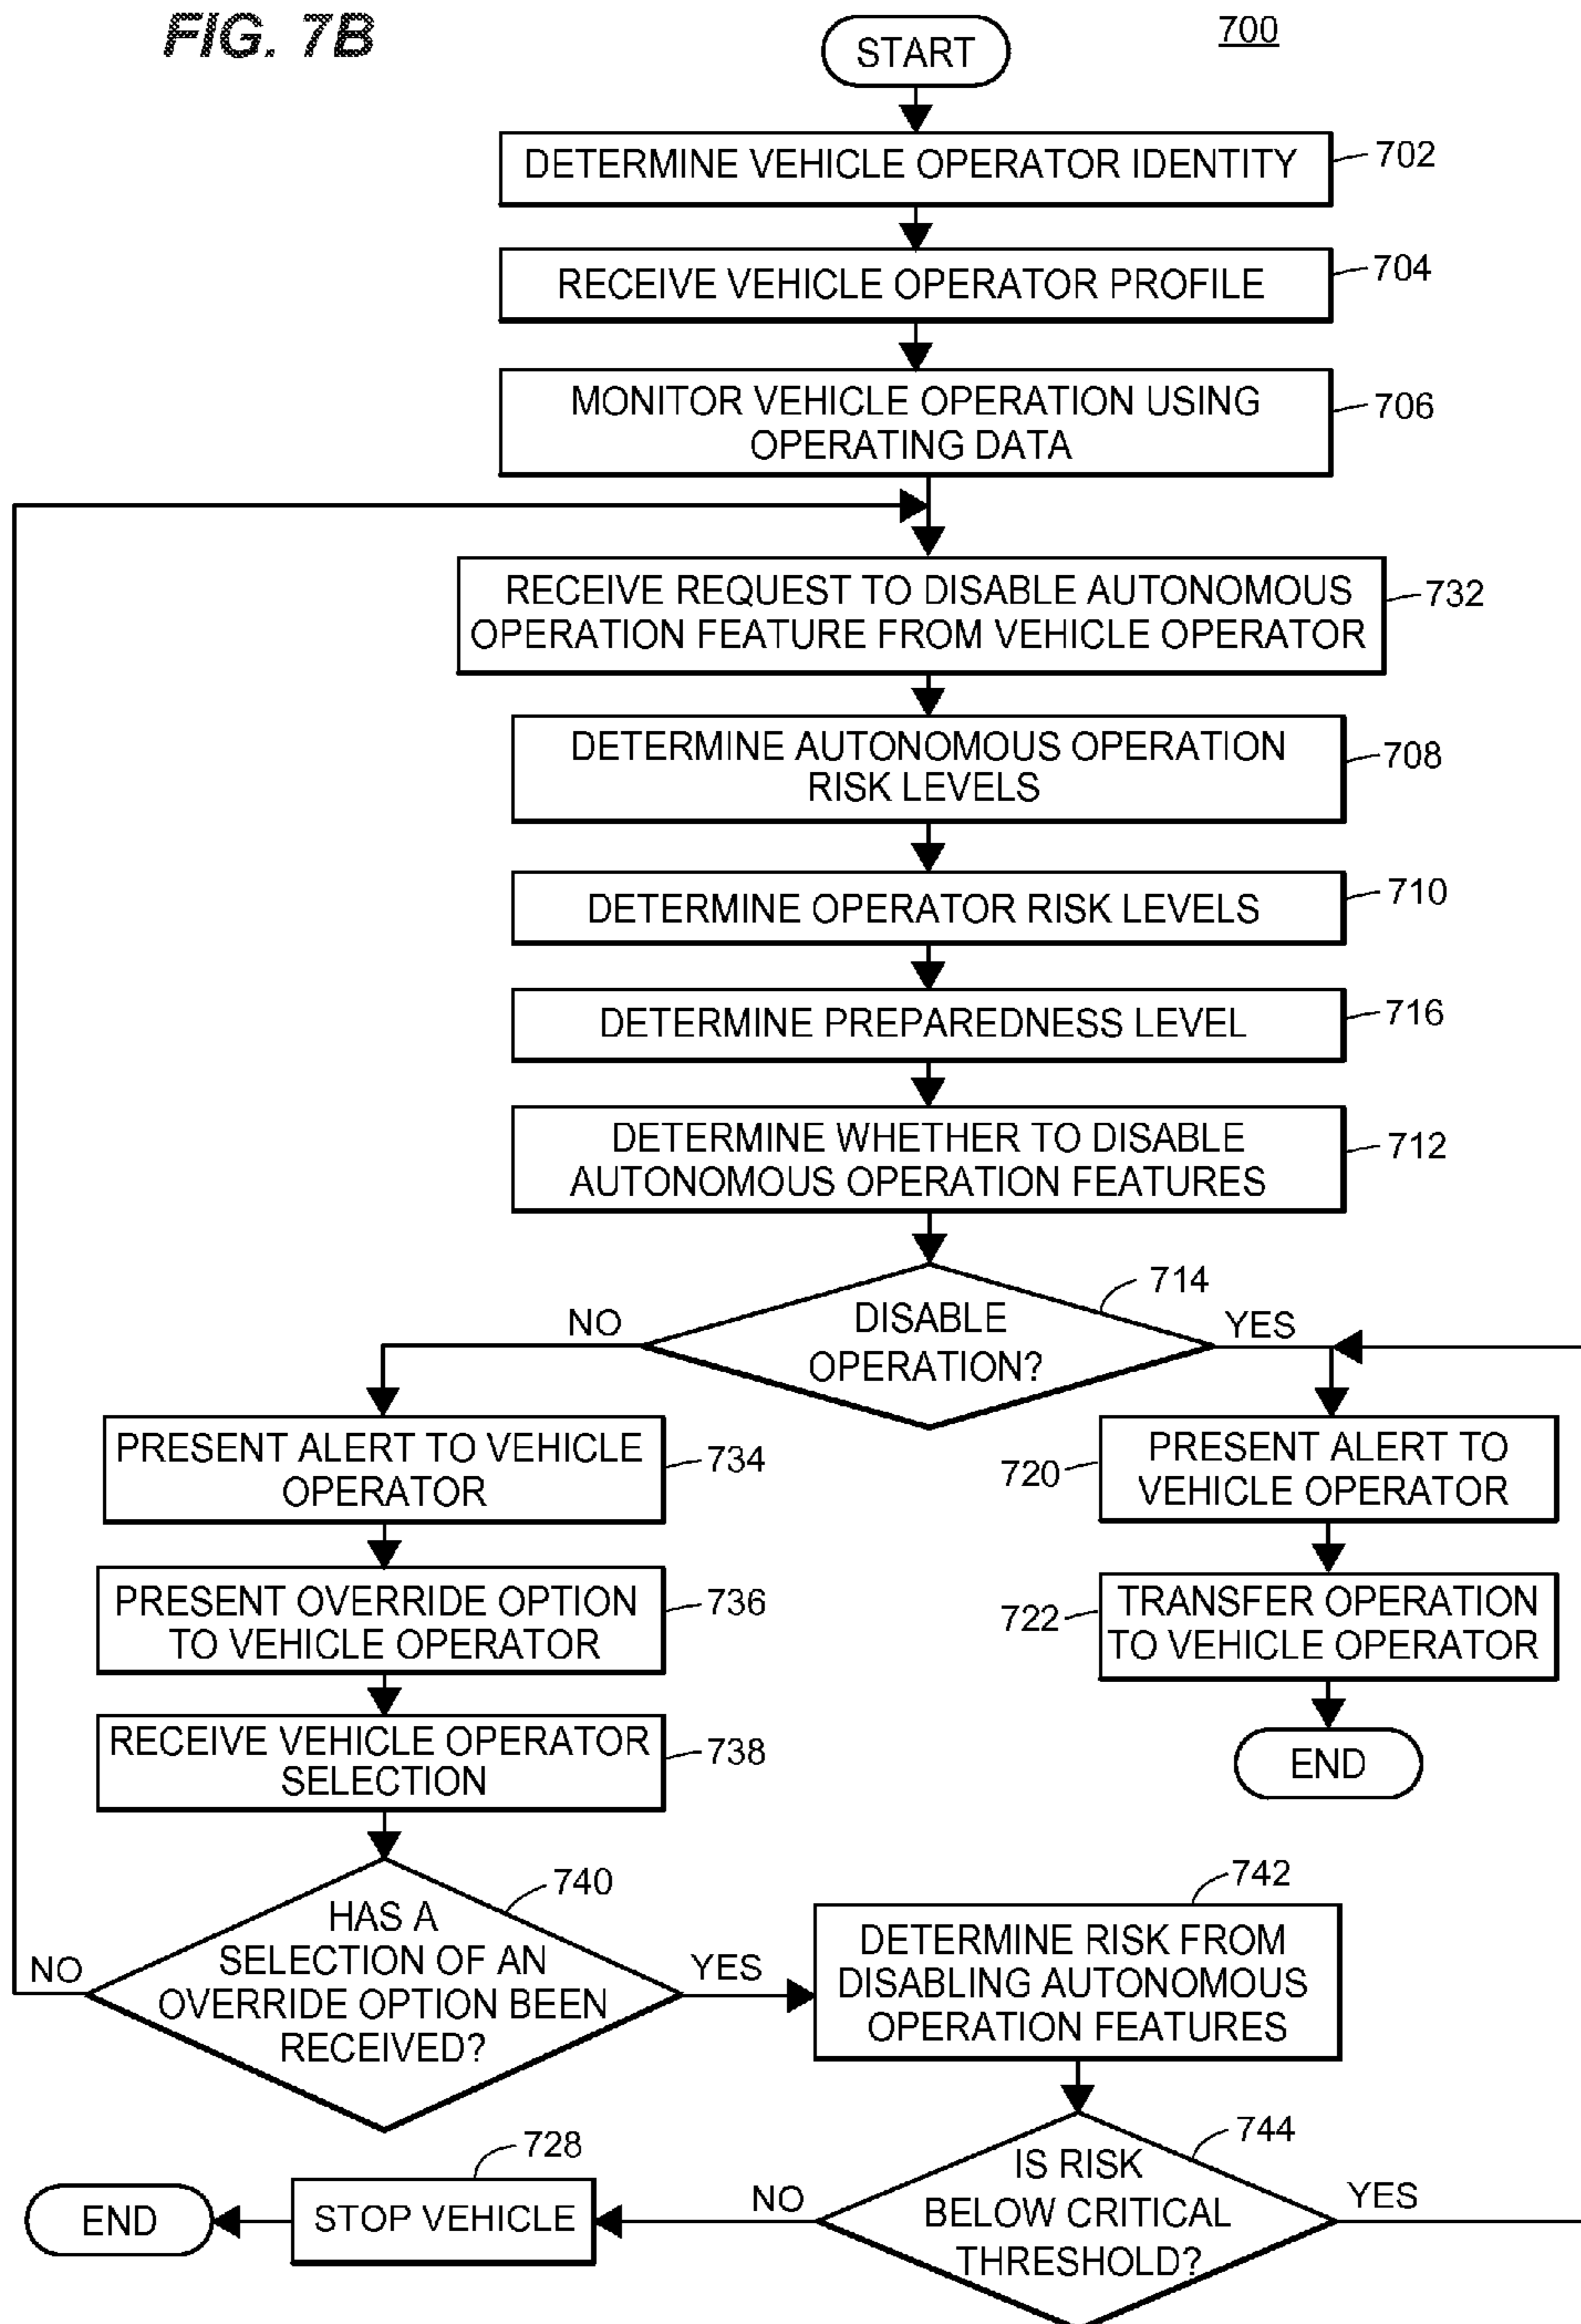 FIG. 7B
700
START
DETERMINE VEHICLE OPERATOR IDENTITY
702
RECEIVE VEHICLE OPERATOR PROFILE
704
MONITOR VEHICLE OPERATION USING
OPERATING DATA
706
RECEIVE REQUEST TO DISABLE AUTONOMOUS
OPERATION FEATURE FROM VEHICLE OPERATOR
732
DETERMINE AUTONOMOUS OPERATION
RISK LEVELS
708
DETERMINE OPERATOR RISK LEVELS
710
DETERMINE PREPAREDNESS LEVEL
716
DETERMINE WHETHER TO DISABLE
AUTONOMOUS OPERATION FEATURES
712
714
NO
DISABLE
OPERATION?
YES
PRESENT ALERT TO VEHICLE
OPERATOR
734
720
PRESENT ALERT TO
VEHICLE OPERATOR
PRESENT OVERRIDE OPTION
TO VEHICLE OPERATOR
736
722
TRANSFER OPERATION
TO VEHICLE OPERATOR
RECEIVE VEHICLE OPERATOR
SELECTION
738
END
740
HAS A
SELECTION OF AN
OVERRIDE OPTION BEEN
RECEIVED?
NO
YES
742
DETERMINE RISK FROM
DISABLING AUTONOMOUS
OPERATION FEATURES
744
IS RISK
BELOW CRITICAL
THRESHOLD?
NO
YES
728
STOP VEHICLE
END